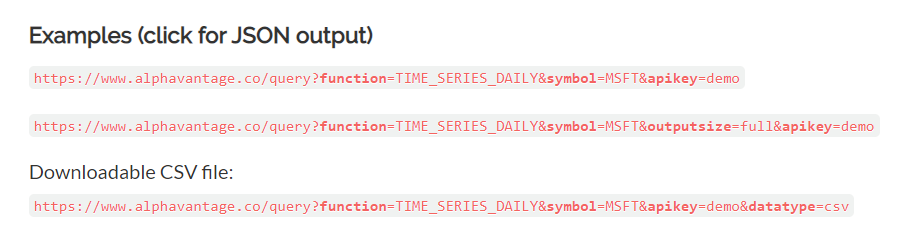 Examples (click for JSON output)
https://www.alphavantage.co/query?function=TIME_SERIES_DAILY&symbol=MSFT&apikey=demo
https://www.alphavantage.co/query?function=TIME_SERIES_DAILY&symbol=MSFT&outputsize=full&apikey=demo
Downloadable CSV file:
https://www.alphavantage.co/query?function=TIME_SERIES_DAILY&symbol=MSFT&apikey=demo&datatype=csv